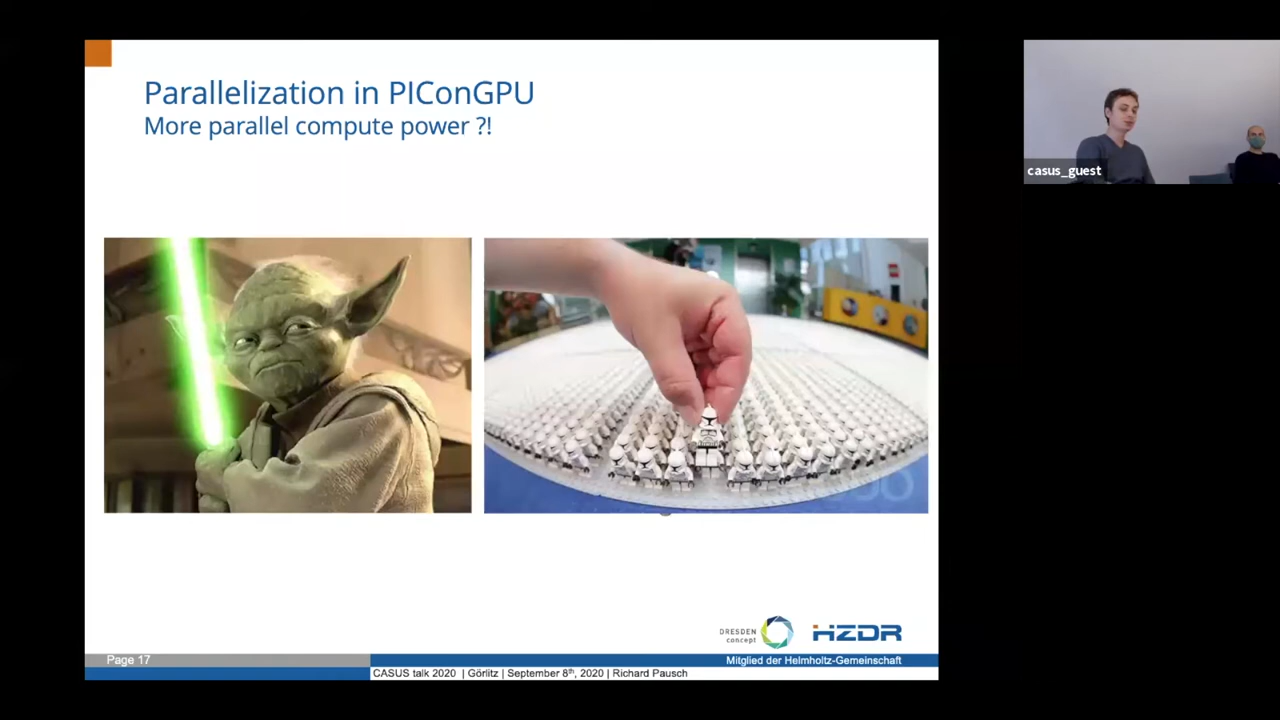 Parallelization in PIConGPU
More parallel compute power ?!
casus_guest
DRESDEN
concept
HZDR
Page 17
Mitglied der Helmholtz-Gemeinschaft
CASUS talk 2020 | Görlitz | September 8th, 2020 | Richard Pausch